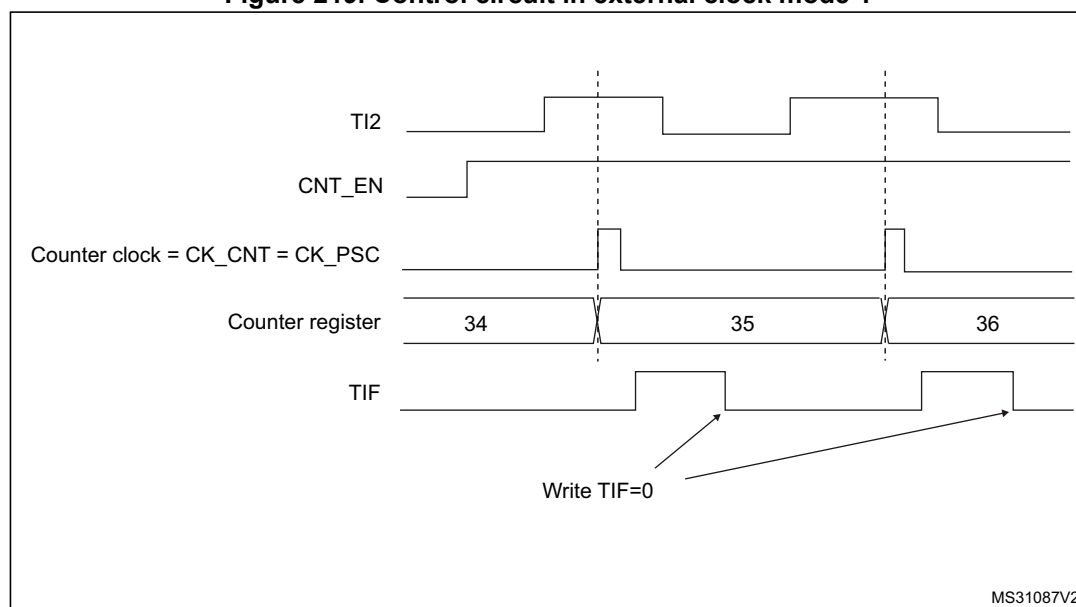 TI2
CNT_EN
Counter clock = CK_CNT = CK_PSC
Counter register 34 35 36
TIF
Write TIF=0
MS31087V2